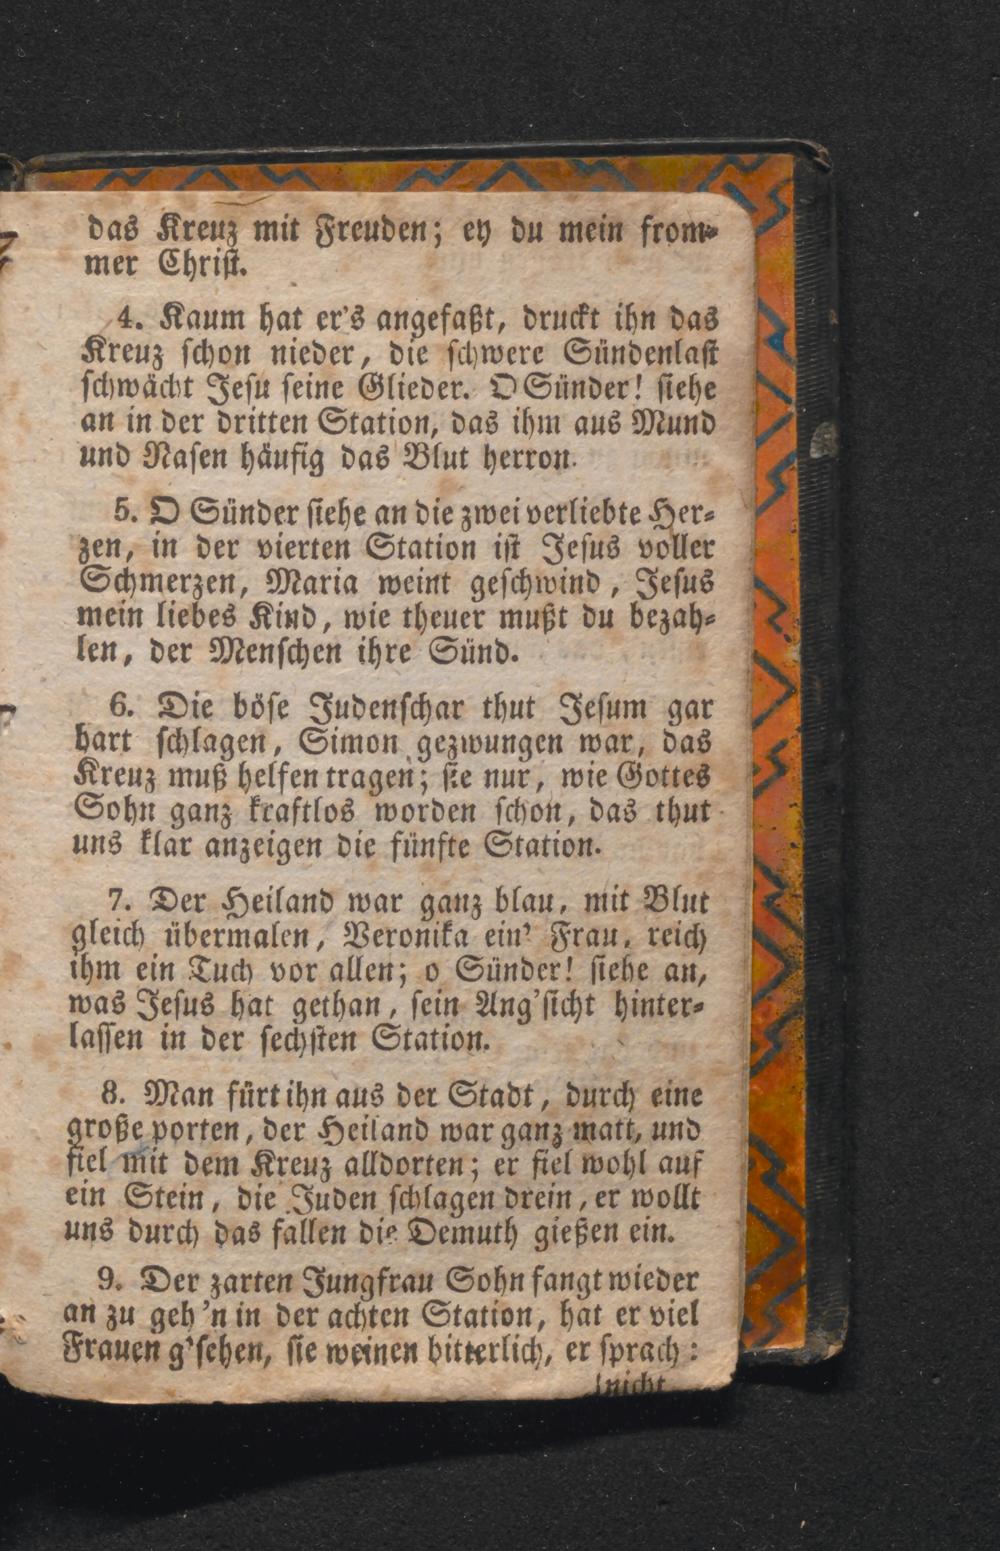 das Kreuz mit Freuden; ey du mein from-
mer Christ.
4. Kaum hat er's angefaßt, druckt ihn das
Kreuz schon nieder, die schwere Sündenlast
schwächt Jesu seine Glieder. O Sünder! siehe
an in der dritten Station, das ihm aus Mund
und Nasen häufig das Blut herron.
5. O Sünder siehe an die zwei verliebte Her-
zen, in der vierten Station ist Jesus voller
Schmerzen, Maria weint geschwind, Jesus
mein liebes Kind, wie theuer mußt du bezah-
len, der Menschen ihre Sünd.
6. Die böse Judenschar thut Jesum gar
hart schlagen, Simon gezwungen war, das
Kreuz muß helfen tragen; sie nur, wie Gottes
Sohn ganz kraftlos worden schon, das thut
uns klar anzeigen die fünfte Station.
7. Der Heiland war ganz blau, mit Blut
gleich übermalen, Veronika ein' Frau, reich
ihm ein Tuch vor allen; o Sünder! siehe an,
was Jesus hat gethan, sein Ang'sicht hinter-
lassen in der sechsten Station.
8. Man fürt ihn aus der Stadt, durch eine
große porten, der Heiland war ganz matt, und
fiel mit dem Kreuz alldorten; er fiel wohl auf
ein Stein, die Juden schlagen drein, er wollt
uns durch das fallen die Demuth gießen ein.
9. Der zarten Jungfrau Sohn fangt wieder
an zu geh'n in der achten Station, hat er viel
Frauen g'sehen, sie weinen bitterlich, er sprach:
nicht